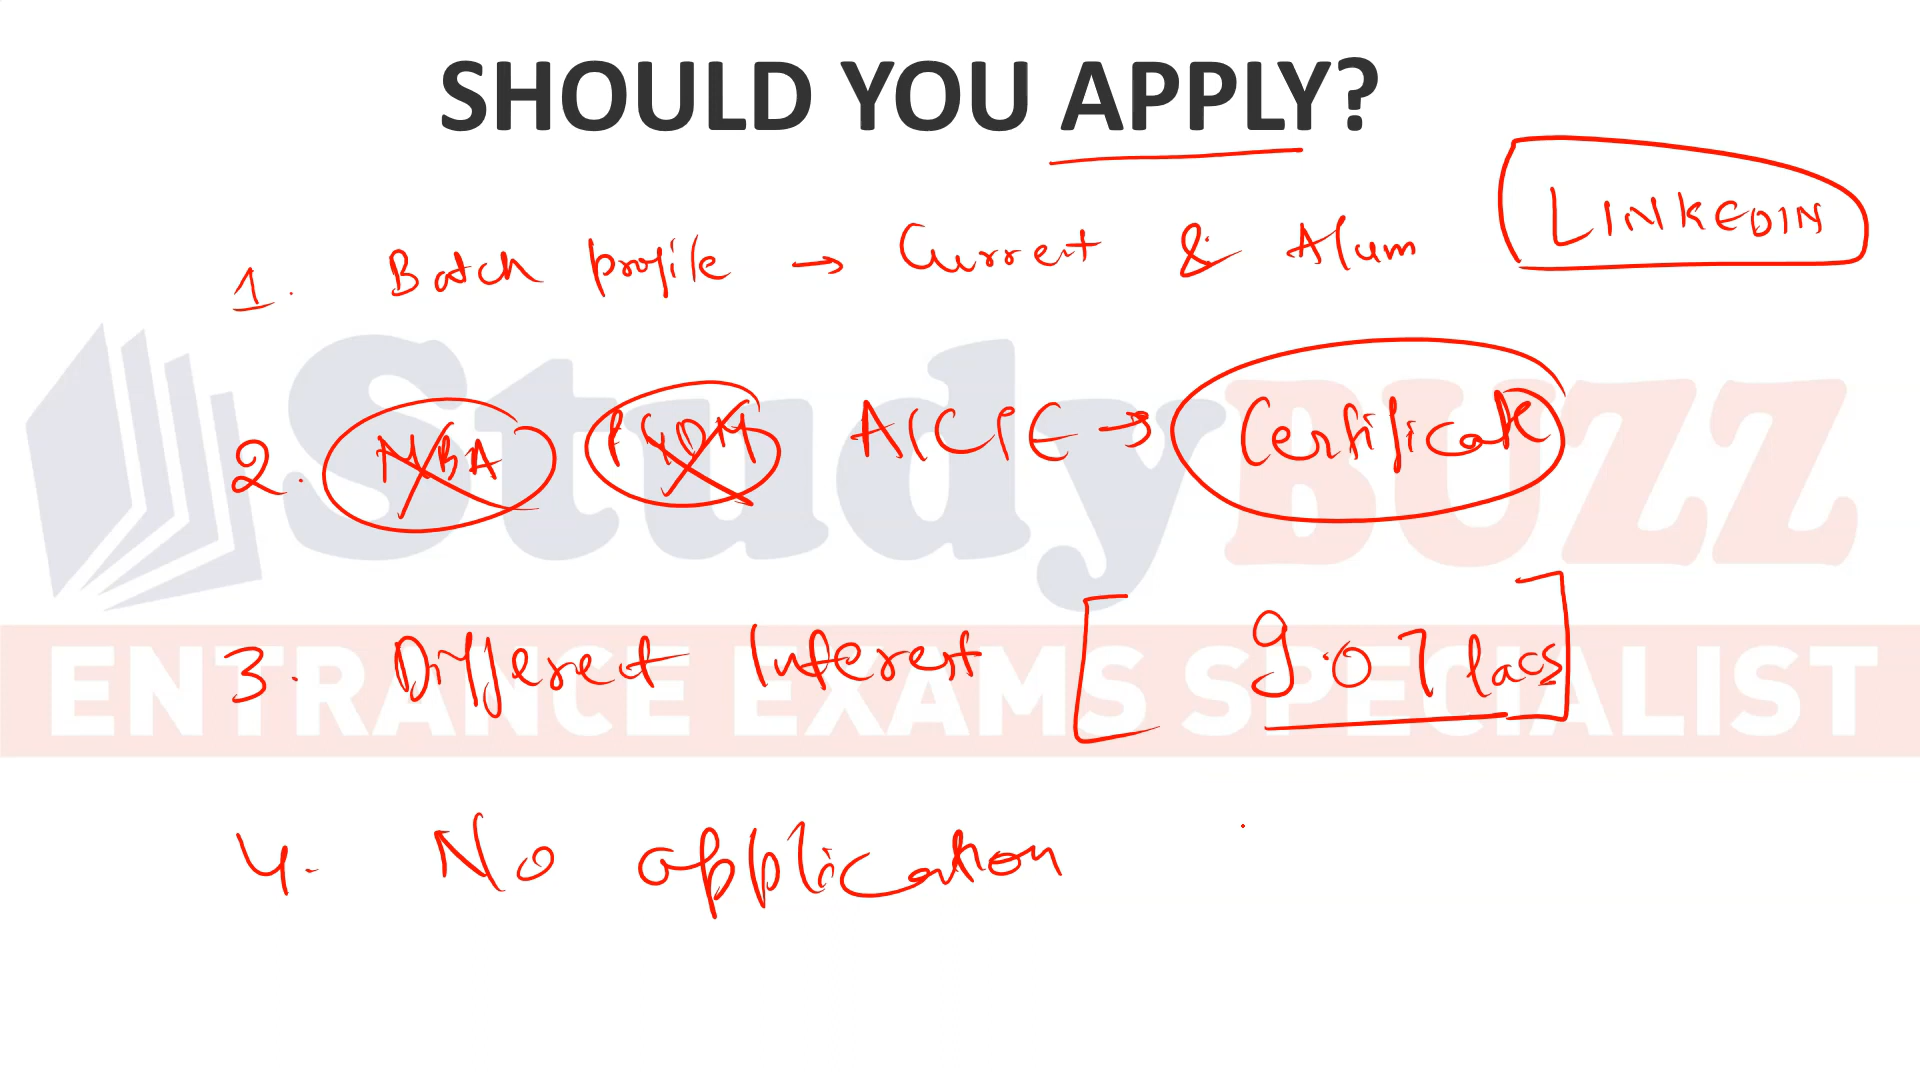 SHOULD YOU APPLY?
LINKEDIN
1. Batch profile → Current & Alum
2. MBA PGDM AICTE → Certificate
3. Different Interest [ 9.07 lacs ]
4. No application
StudyBUZZ
ENTRANCE EXAMS SPECIALIST